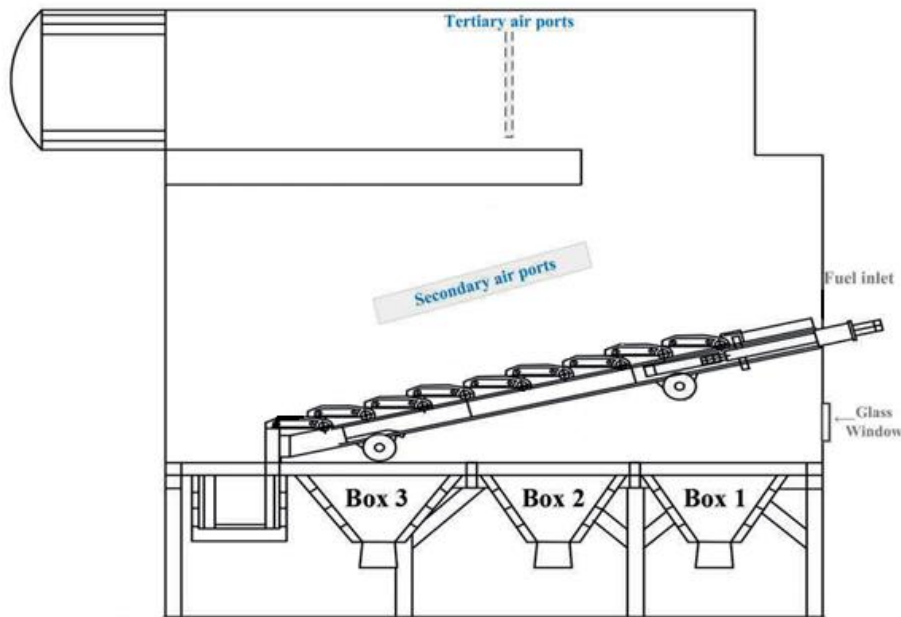 Tertiary air ports
Secondary air ports
Fuel inlet
Glass
Window
Box 3
Box 2
Box 1